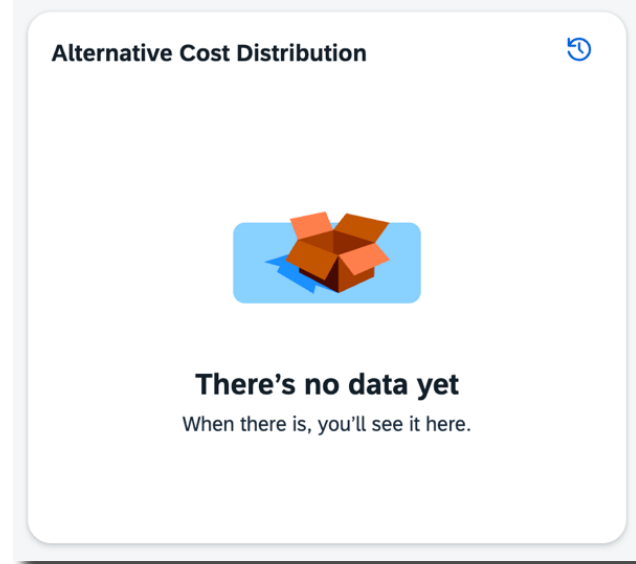 Alternative Cost Distribution
There’s no data yet
When there is, you’ll see it here.